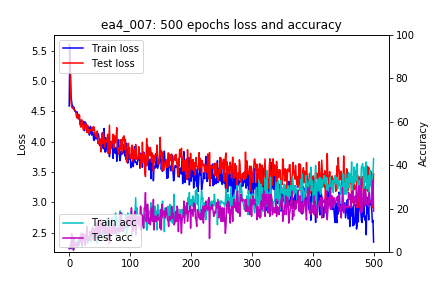 ea4_007: 500 epochs loss and accuracy
Train loss
Test loss
Train acc
Test acc
Loss
5.5
5.0
4.5
4.0
3.5
3.0
2.5
Accuracy
100
80
60
40
20
0
0
100
200
300
400
500